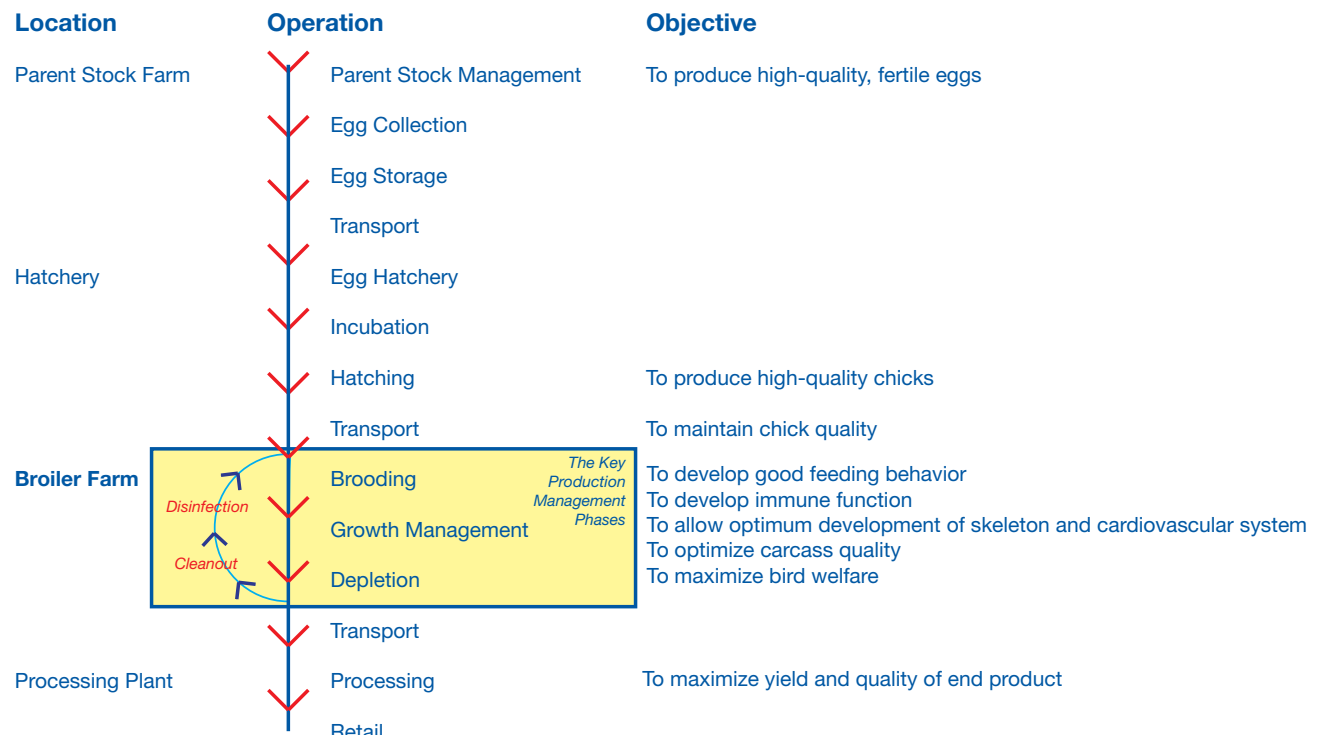 Location Operation Objective
Parent Stock Farm Parent Stock Management To produce high-quality, fertile eggs
Egg Collection
Egg Storage
Transport
Hatchery Egg Hatchery
Incubation
Hatching To produce high-quality chicks
Transport To maintain chick quality
Broiler Farm Brooding
The Key
Production
Management
Phases
To develop good feeding behavior
To develop immune function
Disinfection
Growth Management To allow optimum development of skeleton and cardiovascular system
To optimize carcass quality
Cleanout
Depletion To maximize bird welfare
Transport
Processing Plant Processing To maximize yield and quality of end product
Retail